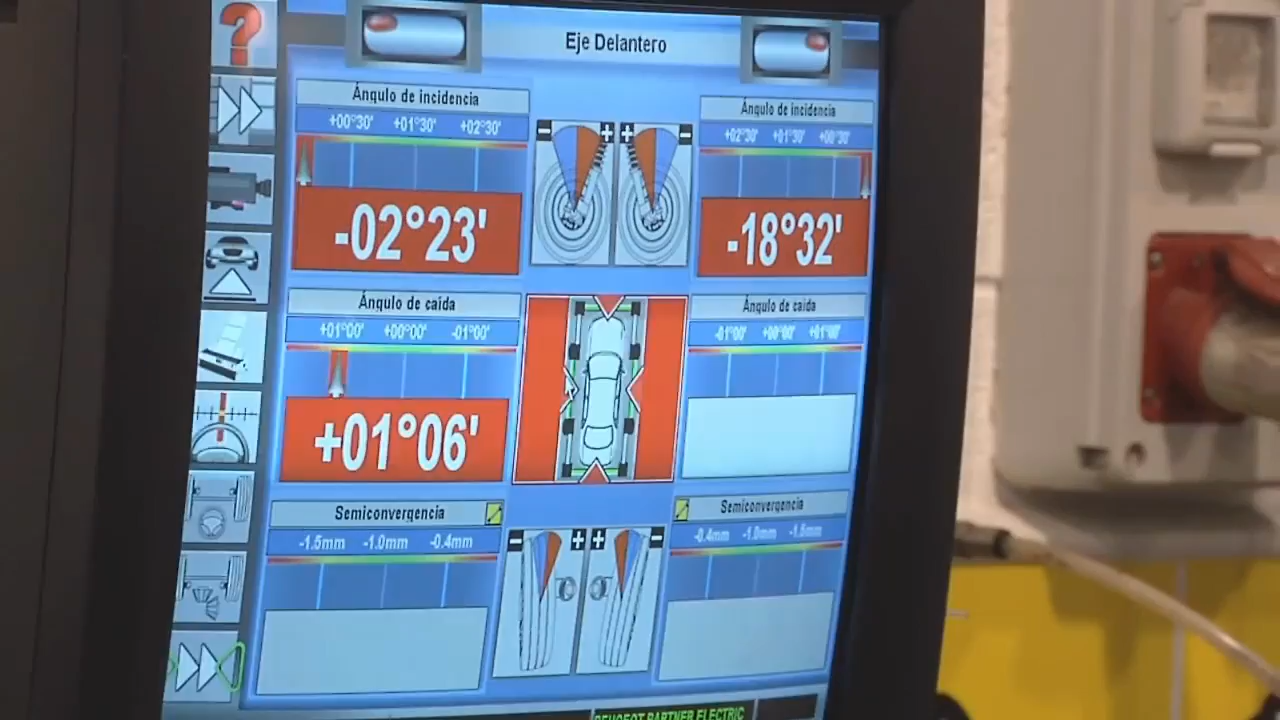 ?
Eje Delantero
Ángulo de incidencia
+00°30' +01°30' +02°30'
-02°23'
- + + -
Ángulo de incidencia
+02°30' +01°30' +00°30'
-18°32'
Ángulo de caída
+01°00' +00°00' -01°00'
+01°06'
Ángulo de caída
-01°00' +00°00' +01°00'
Semiconvergencia
-1.5mm -1.0mm -0.4mm
- + + -
Semiconvergencia
-0.4mm -1.0mm -1.5mm
PEUGEOT PARTNER ELECTRIC